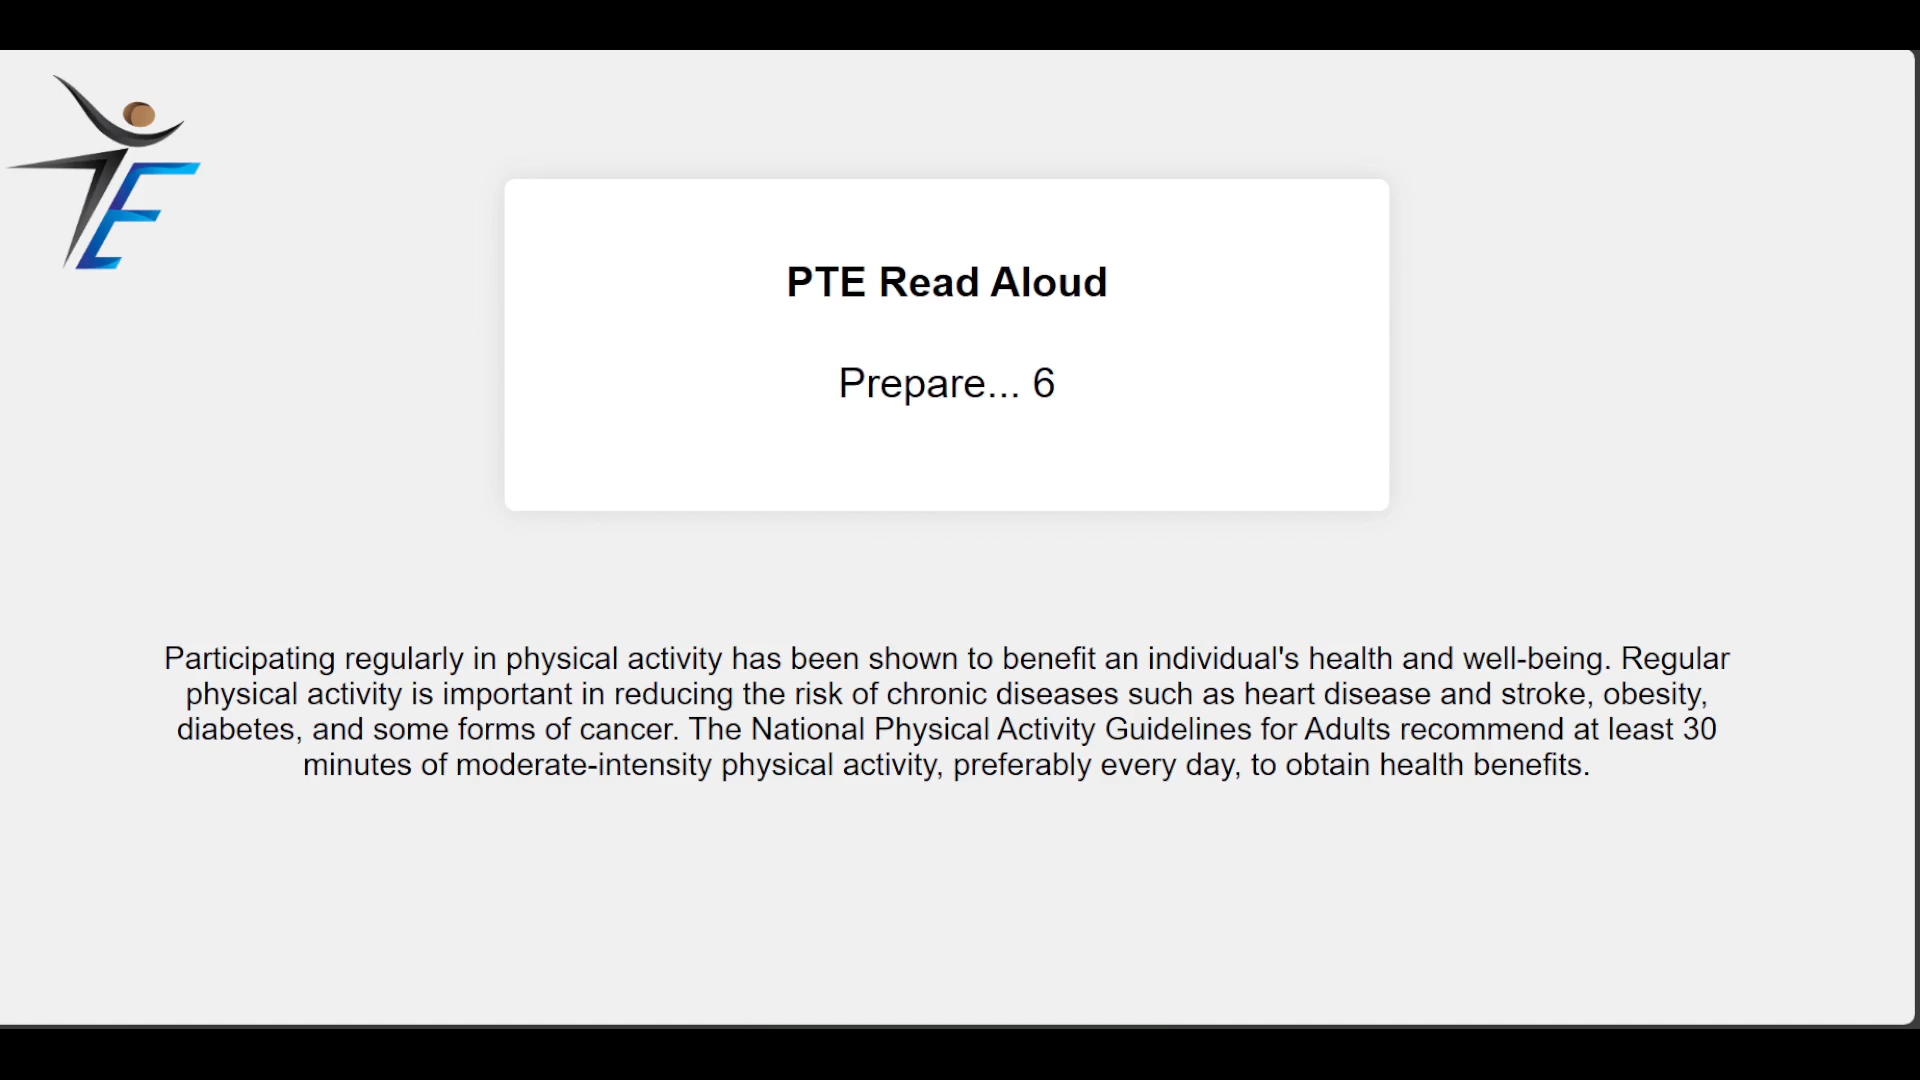 PTE Read Aloud
Prepare... 6
Participating regularly in physical activity has been shown to benefit an individual's health and well-being. Regular
physical activity is important in reducing the risk of chronic diseases such as heart disease and stroke, obesity,
diabetes, and some forms of cancer. The National Physical Activity Guidelines for Adults recommend at least 30
minutes of moderate-intensity physical activity, preferably every day, to obtain health benefits.